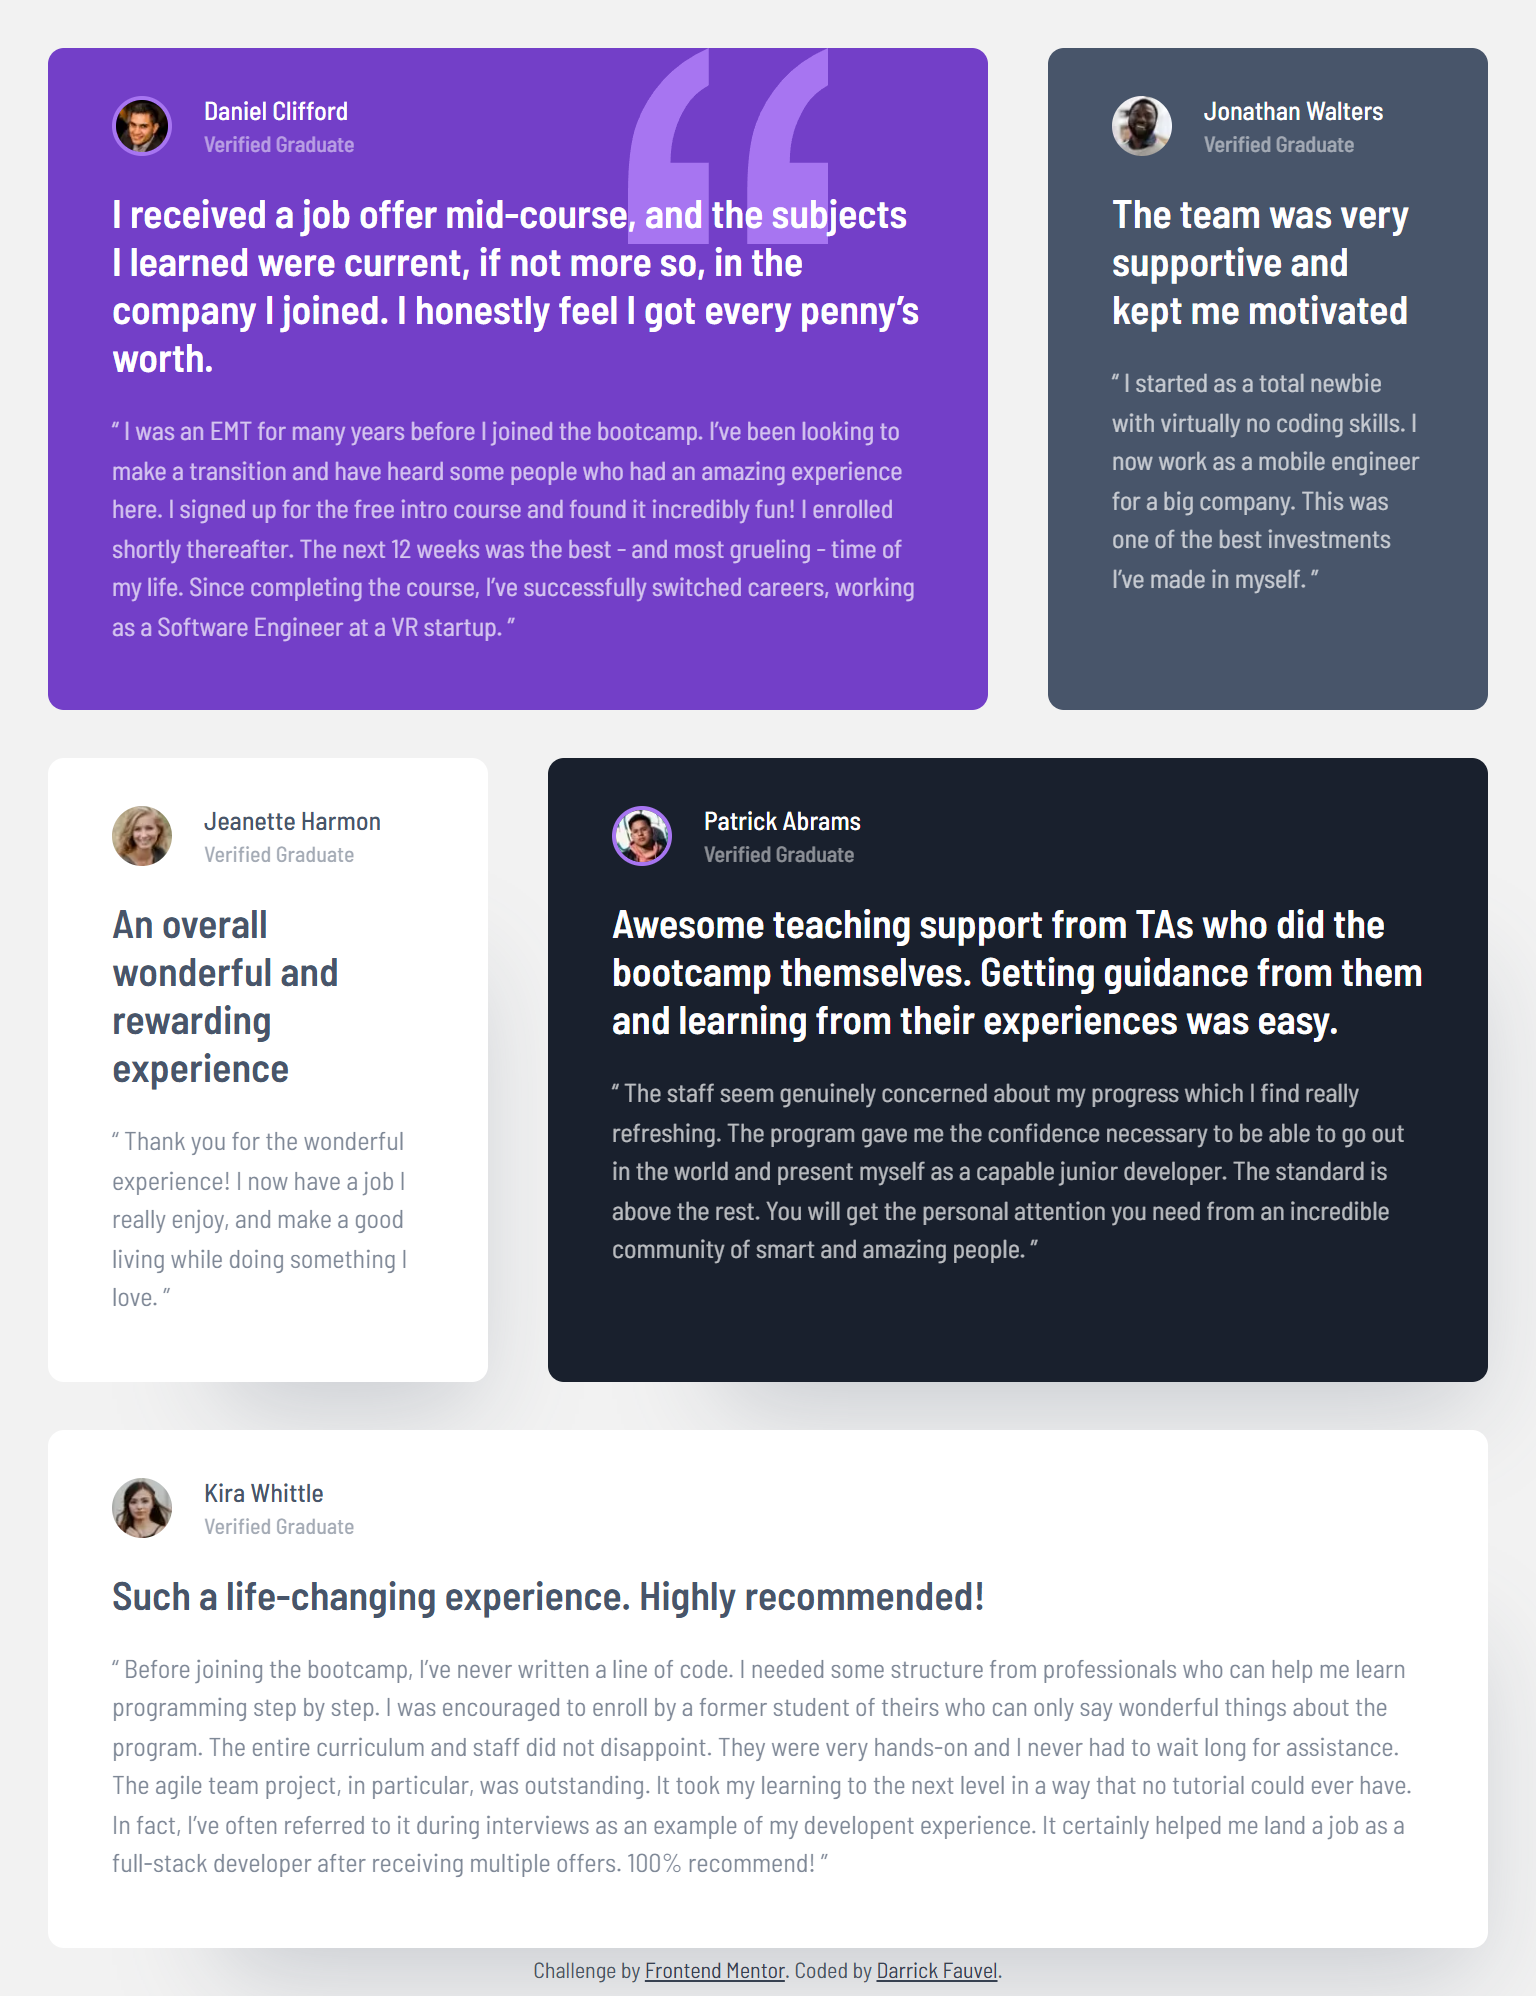 Daniel Clifford
Verified Graduate
I received a job offer mid-course, and the subjects
I learned were current, if not more so, in the
company I joined. I honestly feel I got every penny’s
worth.
“ I was an EMT for many years before I joined the bootcamp. I’ve been looking to
make a transition and have heard some people who had an amazing experience
here. I signed up for the free intro course and found it incredibly fun! I enrolled
shortly thereafter. The next 12 weeks was the best - and most grueling - time of
my life. Since completing the course, I’ve successfully switched careers, working
as a Software Engineer at a VR startup. ”
Jonathan Walters
Verified Graduate
The team was very
supportive and
kept me motivated
“ I started as a total newbie
with virtually no coding skills. I
now work as a mobile engineer
for a big company. This was
one of the best investments
I’ve made in myself. ”
Jeanette Harmon
Verified Graduate
An overall
wonderful and
rewarding
experience
“ Thank you for the wonderful
experience! I now have a job I
really enjoy, and make a good
living while doing something I
love. ”
Patrick Abrams
Verified Graduate
Awesome teaching support from TAs who did the
bootcamp themselves. Getting guidance from them
and learning from their experiences was easy.
“ The staff seem genuinely concerned about my progress which I find really
refreshing. The program gave me the confidence necessary to be able to go out
in the world and present myself as a capable junior developer. The standard is
above the rest. You will get the personal attention you need from an incredible
community of smart and amazing people. ”
Kira Whittle
Verified Graduate
Such a life-changing experience. Highly recommended!
“ Before joining the bootcamp, I’ve never written a line of code. I needed some structure from professionals who can help me learn
programming step by step. I was encouraged to enroll by a former student of theirs who can only say wonderful things about the
program. The entire curriculum and staff did not disappoint. They were very hands-on and I never had to wait long for assistance.
The agile team project, in particular, was outstanding. It took my learning to the next level in a way that no tutorial could ever have.
In fact, I’ve often referred to it during interviews as an example of my developent experience. It certainly helped me land a job as a
full-stack developer after receiving multiple offers. 100% recommend! ”
Challenge by Frontend Mentor. Coded by Darrick Fauvel.